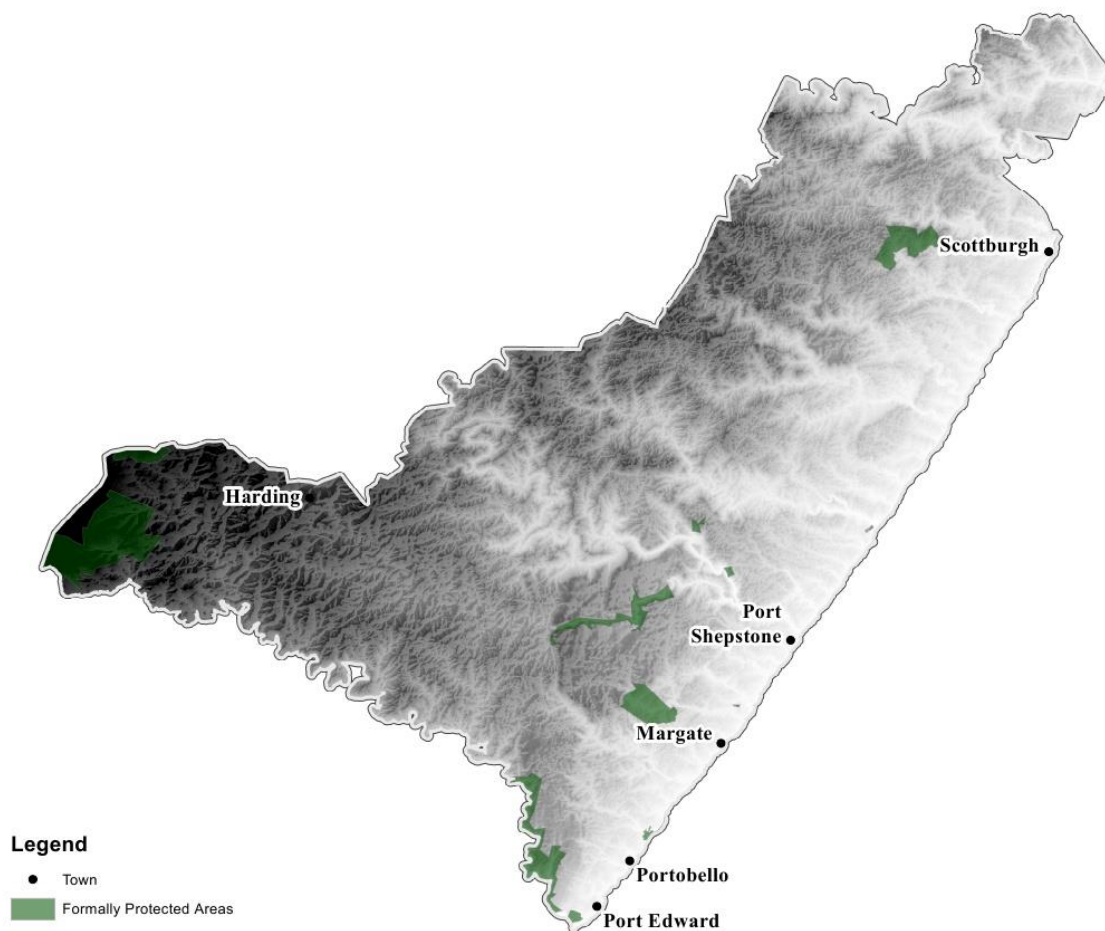 Scottburgh
Harding
Port
Shepstone
Margate
Portobello
Port Edward
Legend
Town
Formally Protected Areas